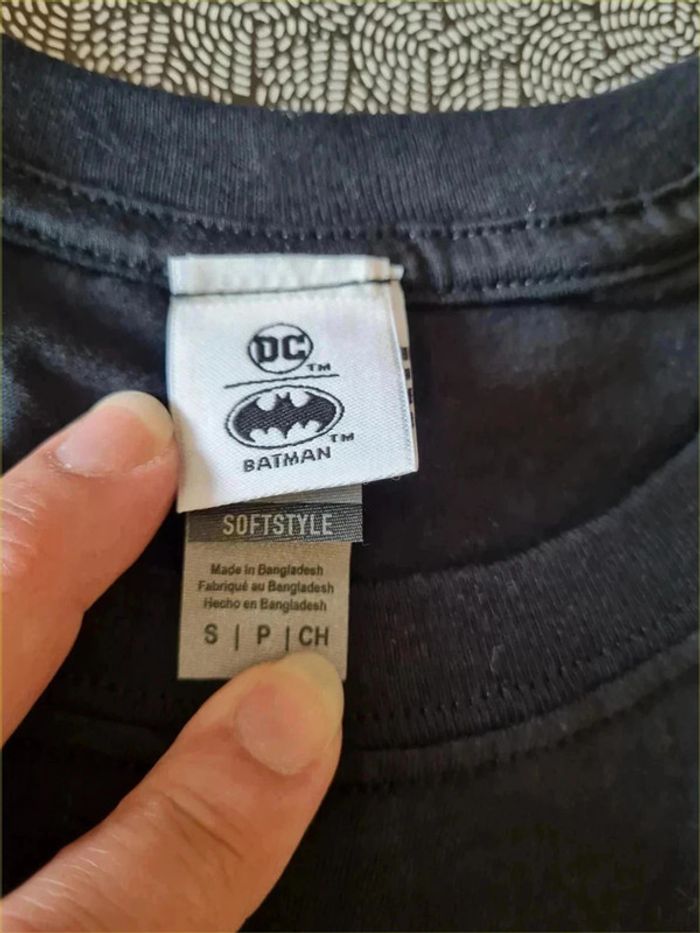 DC TM
BATMAN TM
SOFTSTYLE
Made in Bangladesh
Fabriqué au Bangladesh
Hecho en Bangladesh
S | P | CH